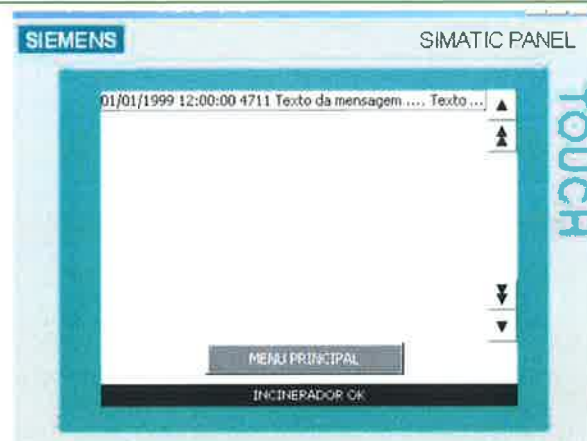 SIEMENS
SIMATIC PANEL
TOUCH
01/01/1999 12:00:00 4711 Texto da mensagem .... Texto ...
MENU PRINCIPAL
INCINERADOR OK